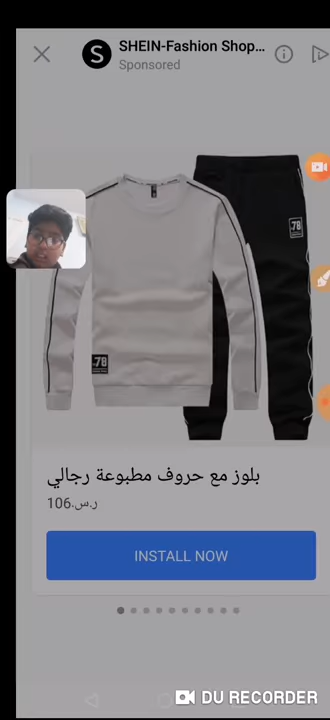 SHEIN-Fashion Shop...
Sponsored
.78
.78
بلوز مع حروف مطبوعة رجالي
ر.س.106
INSTALL NOW
DU RECORDER